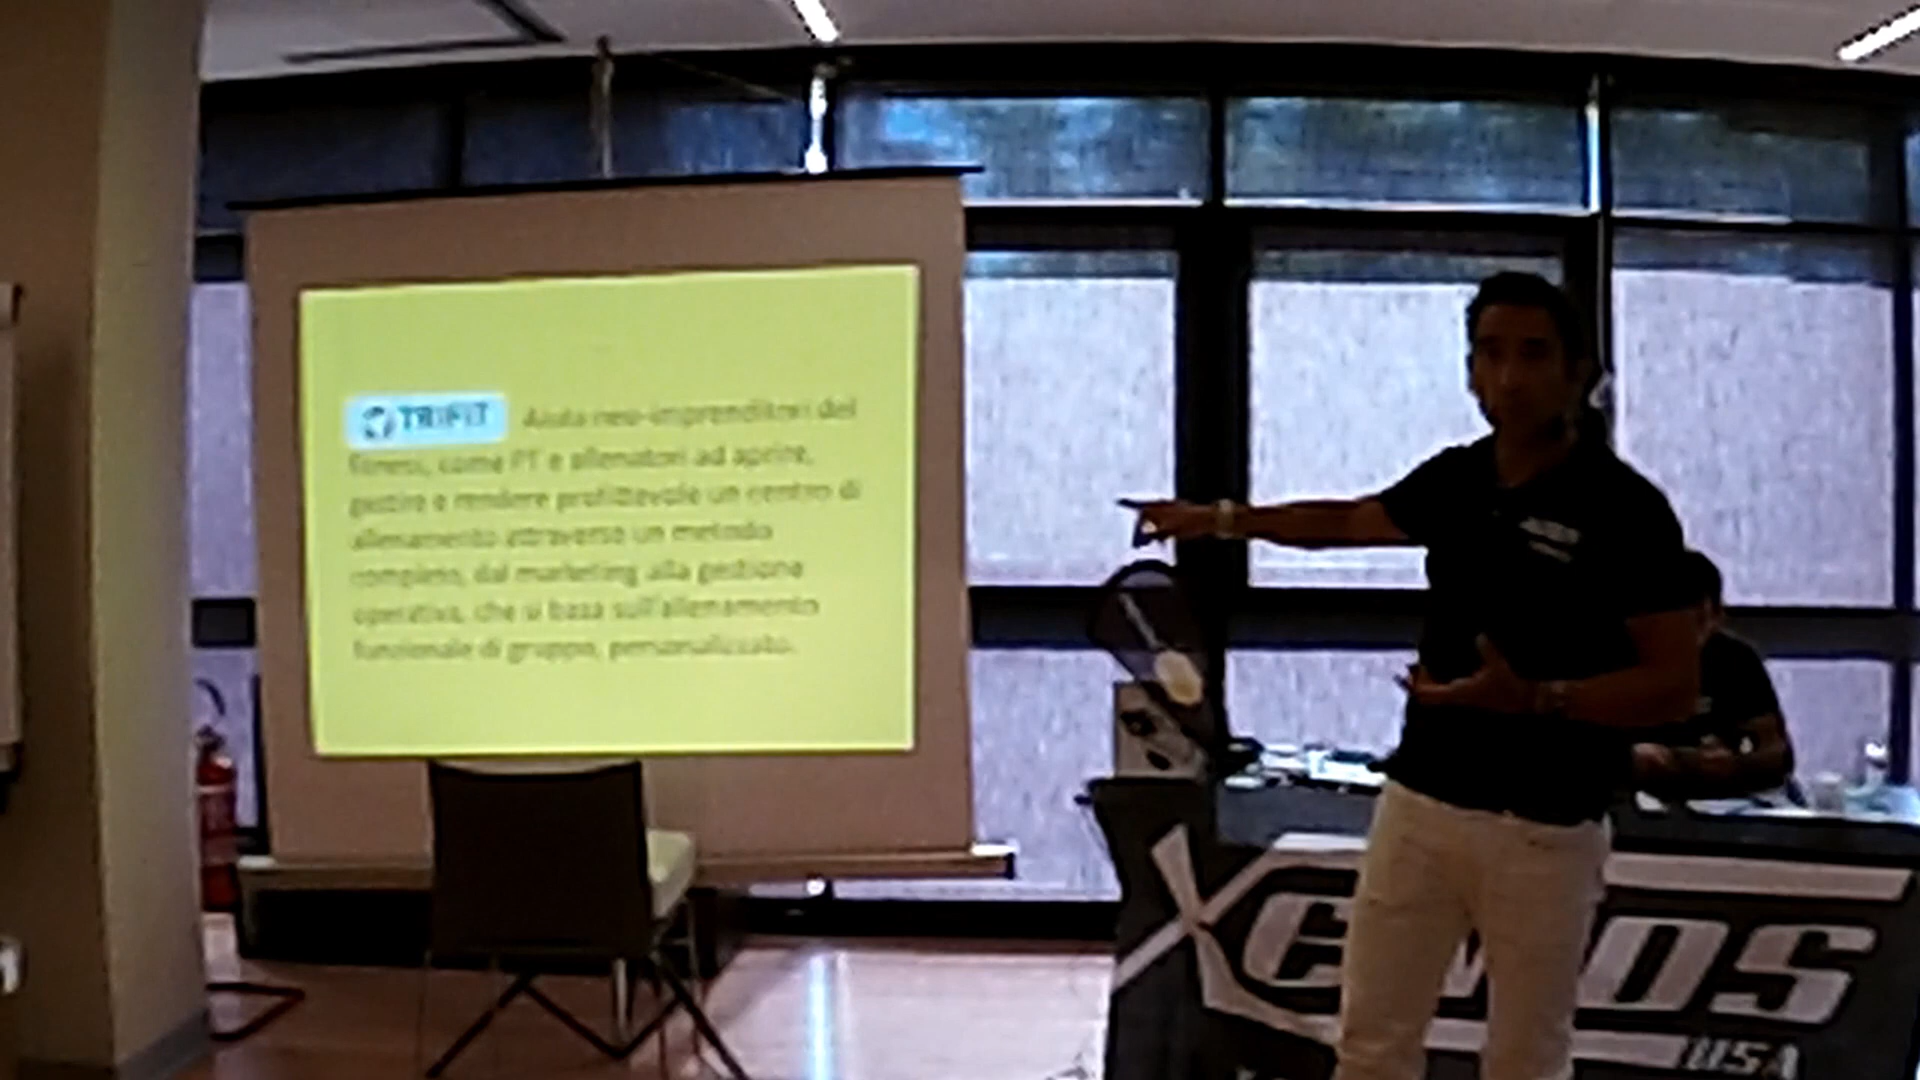 TRIFIT Aiuta neo-imprenditori del
fitness, come PT e allenatori ad aprire,
gestire e rendere profittevole un centro di
allenamento attraverso un metodo
completo, dal marketing alla gestione
operativa, che si basa sull'allenamento
funzionale di gruppo, personalizzato.
USA